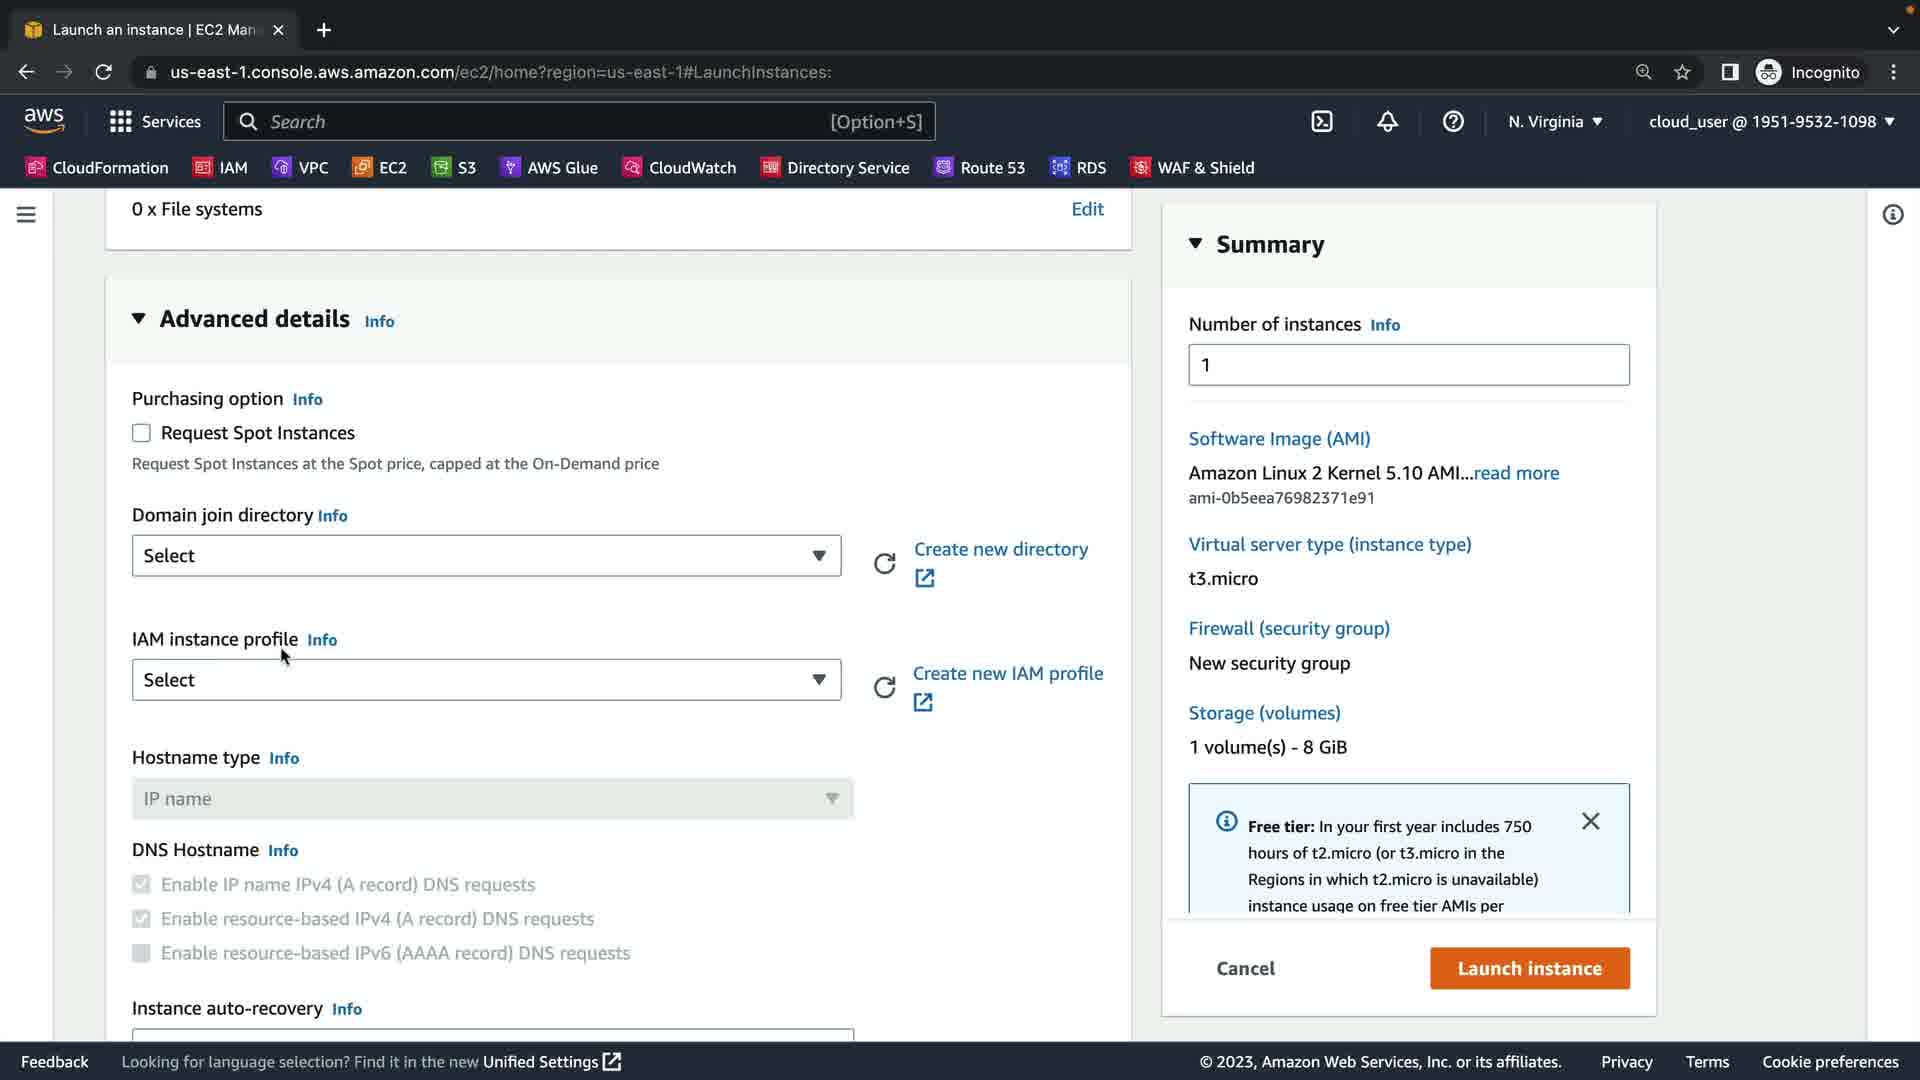 Launch an instance | EC2 Man
us-east-1.console.aws.amazon.com/ec2/home?region=us-east-1#LaunchInstances:
Incognito
aws
Services
Search
[Option+S]
N. Virginia
cloud_user @ 1951-9532-1098
CloudFormation
IAM
VPC
EC2
S3
AWS Glue
CloudWatch
Directory Service
Route 53
RDS
WAF & Shield
0 x File systems
Edit
Advanced details Info
Purchasing option Info
Request Spot Instances
Request Spot Instances at the Spot price, capped at the On-Demand price
Domain join directory Info
Select
Create new directory
IAM instance profile Info
Select
Create new IAM profile
Hostname type Info
IP name
DNS Hostname Info
Enable IP name IPv4 (A record) DNS requests
Enable resource-based IPv4 (A record) DNS requests
Enable resource-based IPv6 (AAAA record) DNS requests
Instance auto-recovery Info
Summary
Number of instances Info
1
Software Image (AMI)
Amazon Linux 2 Kernel 5.10 AMI...read more
ami-0b5eea76982371e91
Virtual server type (instance type)
t3.micro
Firewall (security group)
New security group
Storage (volumes)
1 volume(s) - 8 GiB
Free tier: In your first year includes 750
hours of t2.micro (or t3.micro in the
Regions in which t2.micro is unavailable)
instance usage on free tier AMIs per
Cancel
Launch instance
Feedback
Looking for language selection? Find it in the new Unified Settings
© 2023, Amazon Web Services, Inc. or its affiliates.
Privacy
Terms
Cookie preferences